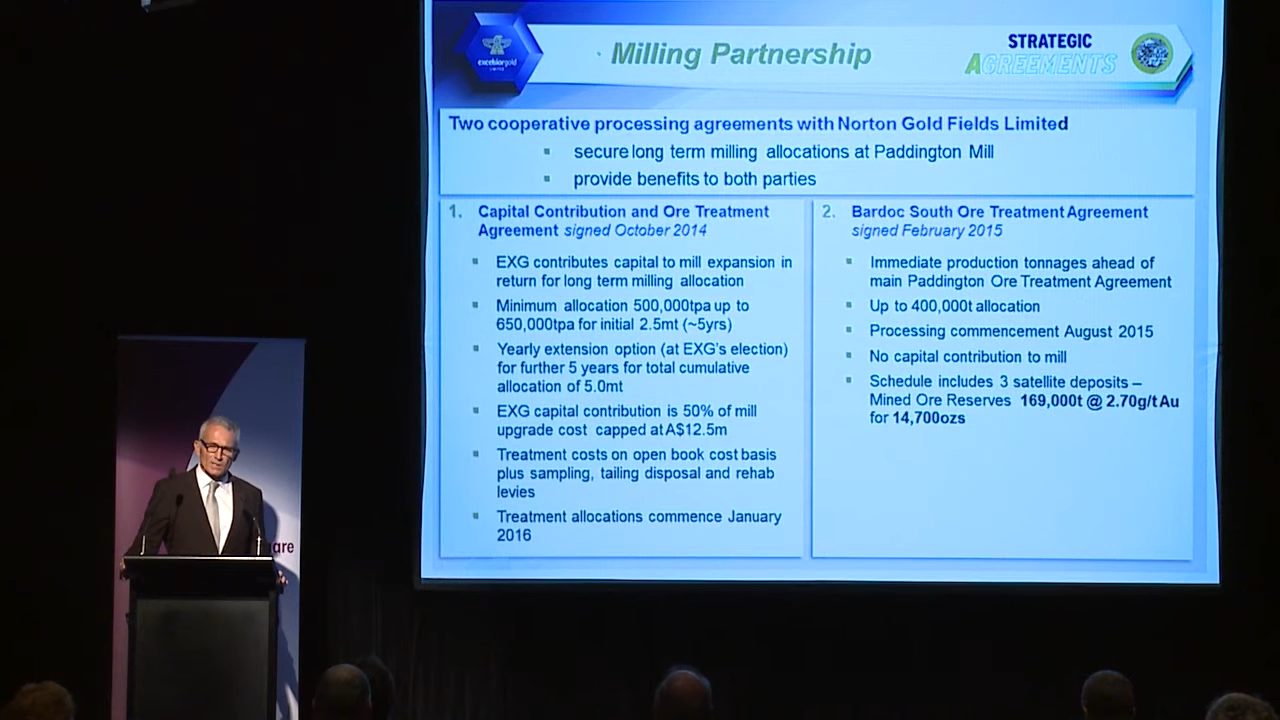 excelsiorgold
LIMITED
Milling Partnership
STRATEGIC
AGREEMENTS
Two cooperative processing agreements with Norton Gold Fields Limited
▪ secure long term milling allocations at Paddington Mill
▪ provide benefits to both parties
1. Capital Contribution and Ore Treatment
Agreement signed October 2014
▪ EXG contributes capital to mill expansion in
return for long term milling allocation
▪ Minimum allocation 500,000tpa up to
650,000tpa for initial 2.5mt (~5yrs)
▪ Yearly extension option (at EXG's election)
for further 5 years for total cumulative
allocation of 5.0mt
▪ EXG capital contribution is 50% of mill
upgrade cost capped at A$12.5m
▪ Treatment costs on open book cost basis
plus sampling, tailing disposal and rehab
levies
▪ Treatment allocations commence January
2016
2. Bardoc South Ore Treatment Agreement
signed February 2015
▪ Immediate production tonnages ahead of
main Paddington Ore Treatment Agreement
▪ Up to 400,000t allocation
▪ Processing commencement August 2015
▪ No capital contribution to mill
▪ Schedule includes 3 satellite deposits –
Mined Ore Reserves 169,000t @ 2.70g/t Au
for 14,700ozs